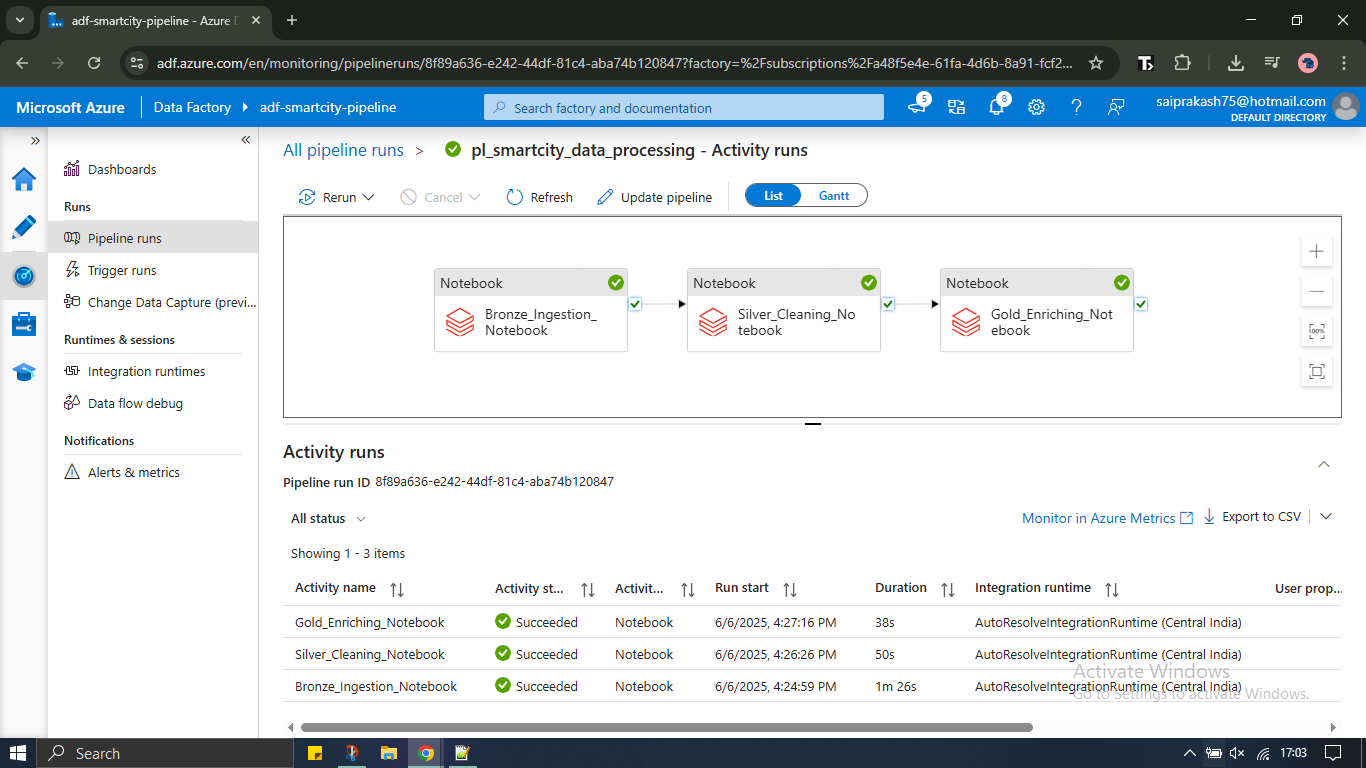 adf-smartcity-pipeline - Azure D
adf.azure.com/en/monitoring/pipelineruns/8f89a636-e242-44df-81c4-aba74b120847?factory=%2Fsubscriptions%2Fa48f5e4e-61fa-4d6b-8a91-fcf2...
Microsoft Azure
Data Factory
adf-smartcity-pipeline
Search factory and documentation
5
8
saiprakash75@hotmail.com
DEFAULT DIRECTORY
Dashboards
Runs
Pipeline runs
Trigger runs
Change Data Capture (previ...
Runtimes & sessions
Integration runtimes
Data flow debug
Notifications
Alerts & metrics
All pipeline runs > pl_smartcity_data_processing - Activity runs
Rerun
Cancel
Refresh
Update pipeline
List
Gantt
Notebook
Bronze_Ingestion_
Notebook
Notebook
Silver_Cleaning_No
tebook
Notebook
Gold_Enriching_Not
ebook
100%
Activity runs
Pipeline run ID 8f89a636-e242-44df-81c4-aba74b120847
All status
Monitor in Azure Metrics
Export to CSV
Showing 1 - 3 items
Activity name Activity st... Activit... Run start Duration Integration runtime User prop...
Gold_Enriching_Notebook Succeeded Notebook 6/6/2025, 4:27:16 PM 38s AutoResolveIntegrationRuntime (Central India)
Silver_Cleaning_Notebook Succeeded Notebook 6/6/2025, 4:26:26 PM 50s AutoResolveIntegrationRuntime (Central India)
Bronze_Ingestion_Notebook Succeeded Notebook 6/6/2025, 4:24:59 PM 1m 26s AutoResolveIntegrationRuntime (Central India)
Activate Windows
Go to Settings to activate Windows.
Search
17:03